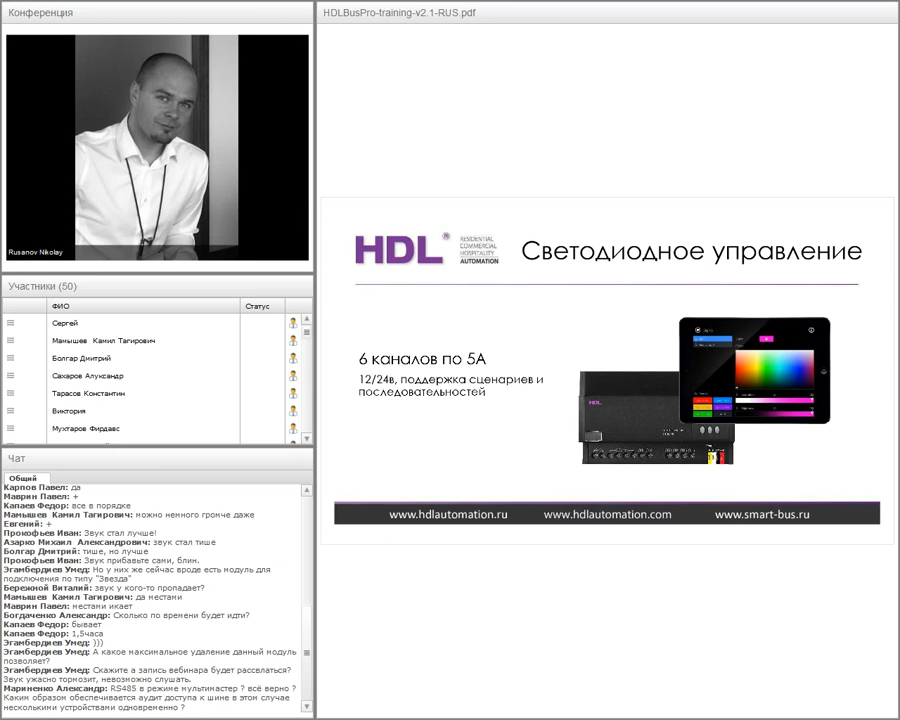 Конференция
Rusanov Nikolay
Участники (50)
ФИО Статус
Сергей
Мамышев Камил Тагирович
Болгар Дмитрий
Сахаров Алуксандр
Тарасов Константин
Виктория
Мухтаров Фирдавс
Чат
Общий
Карпов Павел: да
Маврин Павел: +
Капаев Федор: все в порядке
Мамышев Камил Тагирович: можно немного громче даже
Евгений: +
Прокофьев Иван: Звук стал лучше!
Азарко Михаил Александрович: звук стал тише
Болгар Дмитрий: тише, но лучше
Прокофьев Иван: Звук прибавьте сами, блин.
Эгамбердиев Умед: Но у них же сейчас вроде есть модуль для
подключения по типу "Звезда"
Бережной Виталий: звук у кого-то пропадает?
Мамышев Камил Тагирович: да местами
Маврин Павел: местами икает
Богдаченко Александр: Сколько по времени будет идти?
Капаев Федор: бывает
Капаев Федор: 1,5часа
Эгамбердиев Умед: )))
Эгамбердиев Умед: А какое максимальное удаление данный модуль
позволяет?
Эгамбердиев Умед: Скажите а запись вебинара будет рассвлаться?
Звук ужасно тормозит, невозможно слушать.
Мариненко Александр: RS485 в режиме мультимастер ? всё верно ?
Каким образом обеспечивается аудит доступа к шине в этом случае
несколькими устройствами одновременно ?
HDLBusPro-training-v2.1-RUS.pdf
HDL®
RESIDENTIAL
COMMERCIAL
HOSPITALITY
AUTOMATION
Светодиодное управление
6 каналов по 5А
12/24в, поддержка сценариев и
последовательностей
HDL
www.hdlautomation.ru www.hdlautomation.com www.smart-bus.ru